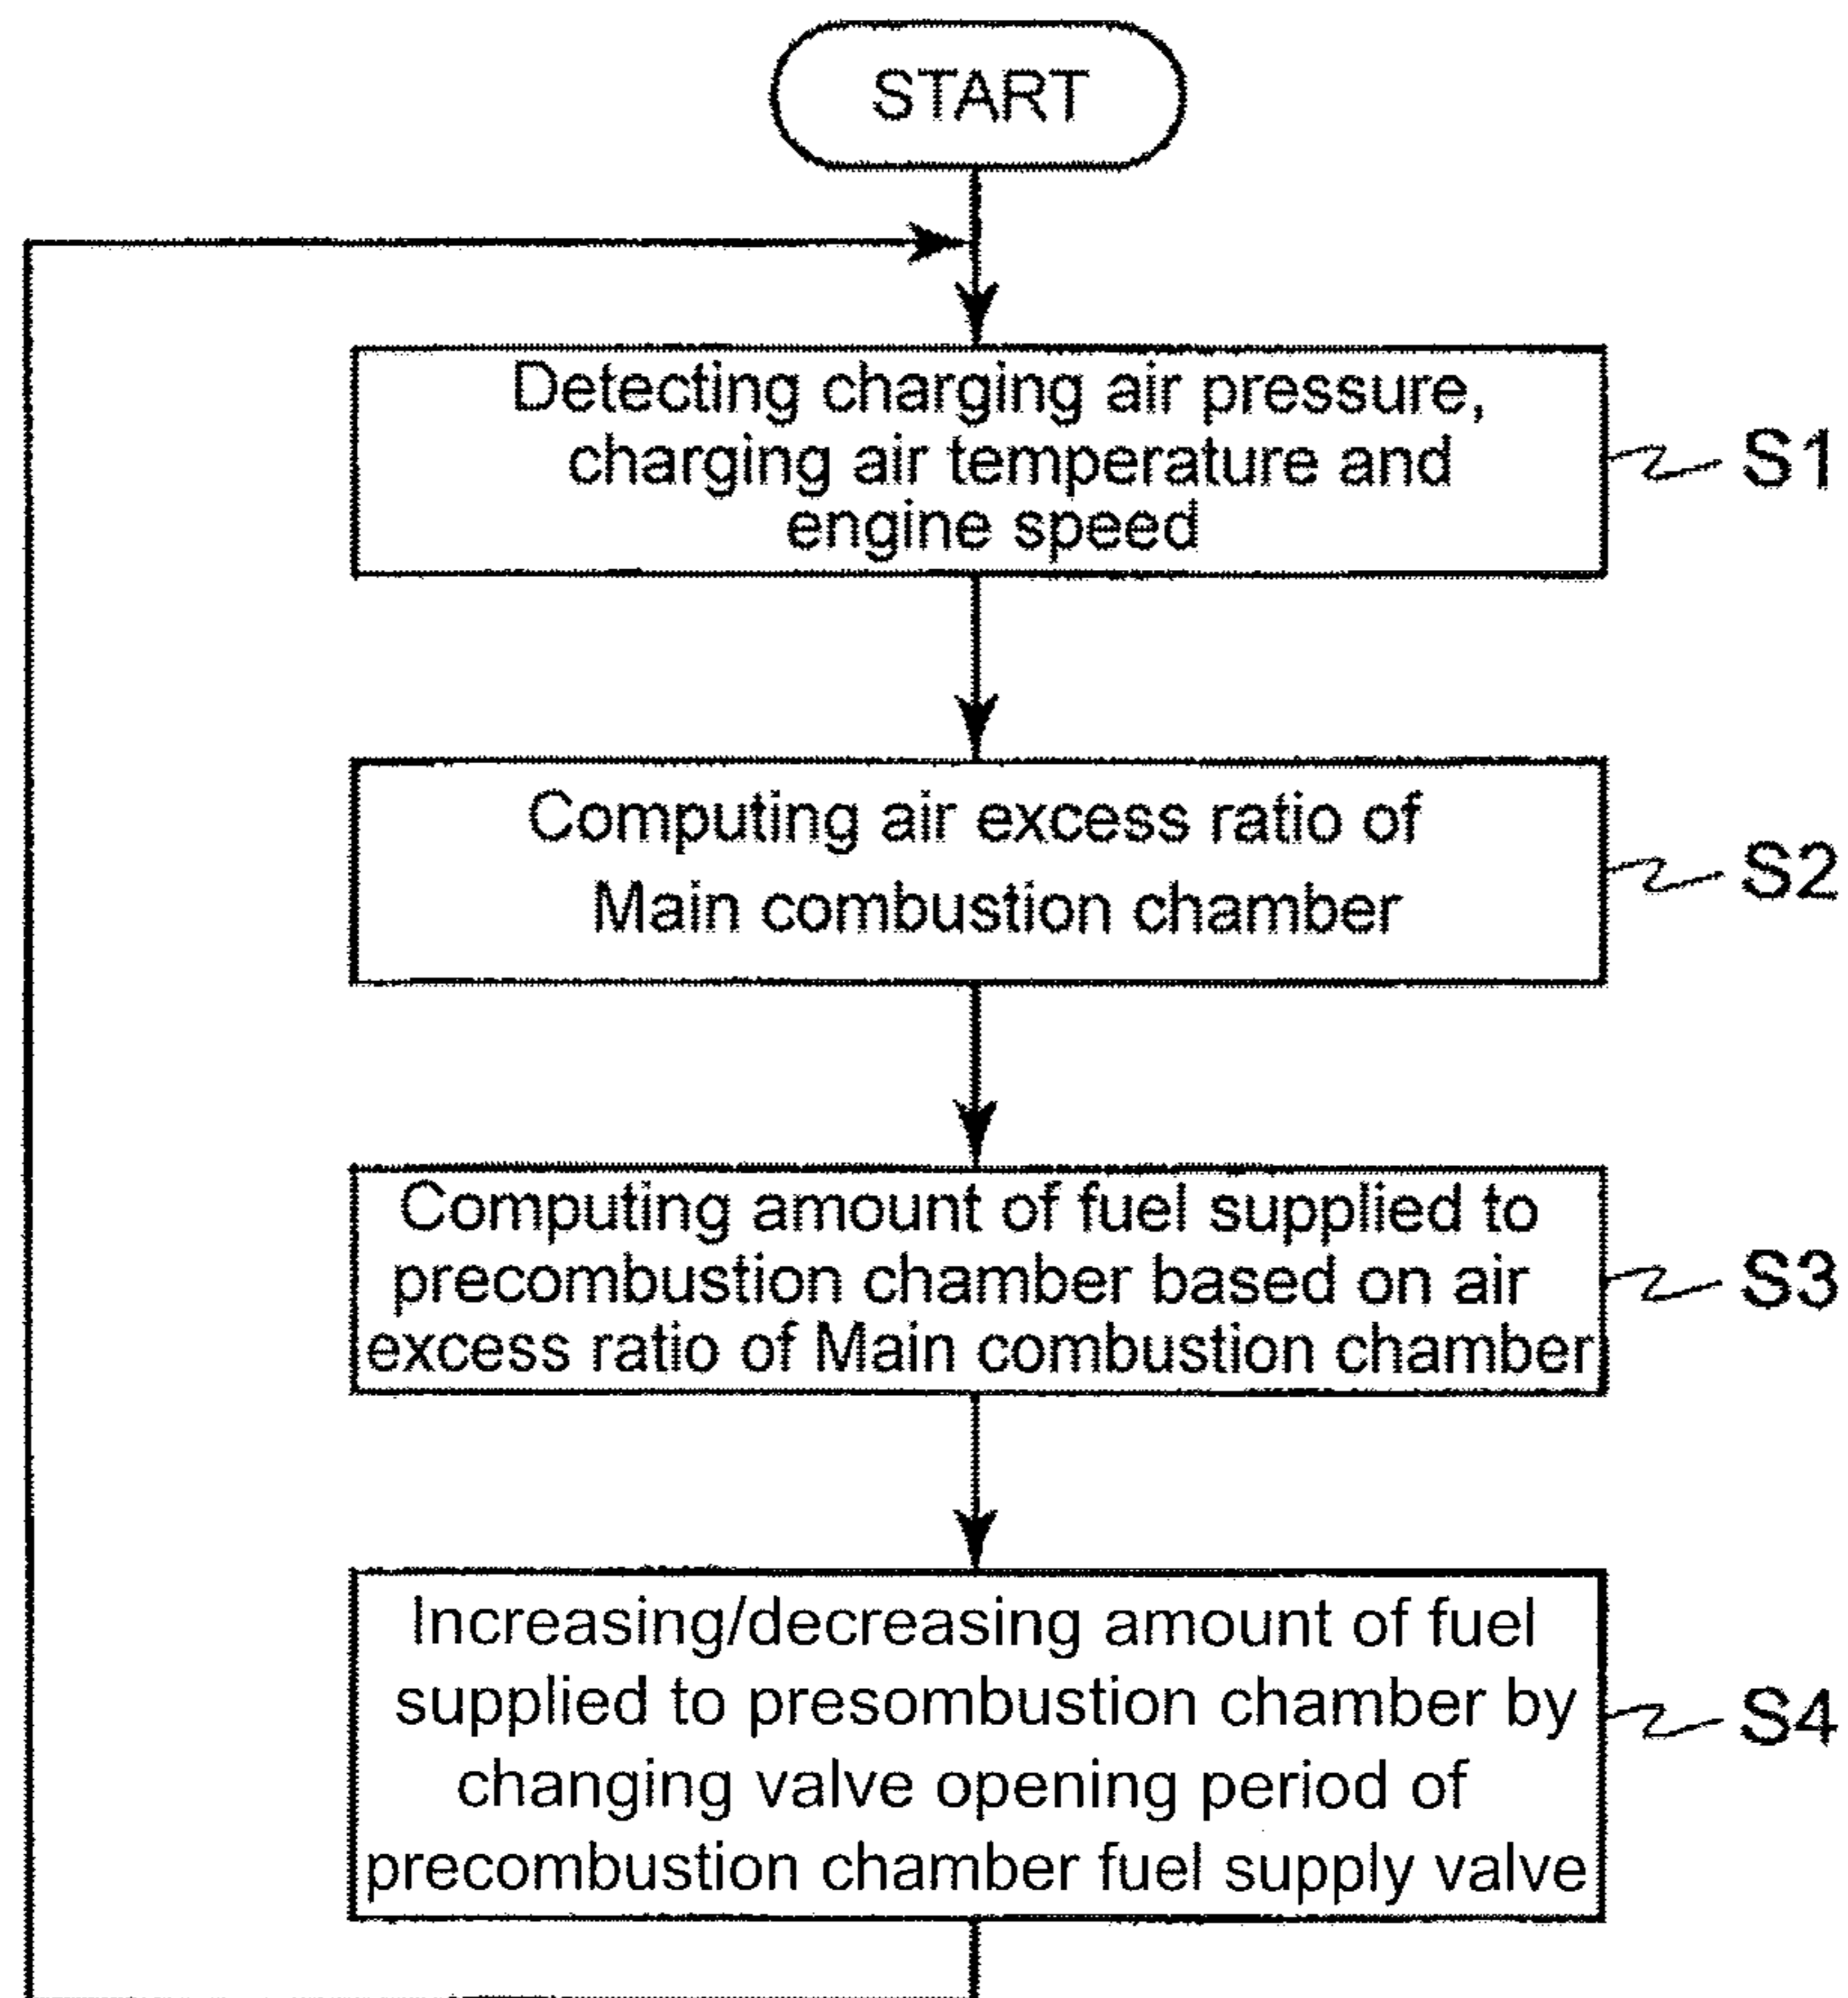 START
Detecting charging air pressure,
charging air temperature and
engine speed
S1
Computing air excess ratio of
Main combustion chamber
S2
Computing amount of fuel supplied to
precombustion chamber based on air
excess ratio of Main combustion chamber
S3
Increasing/decreasing amount of fuel
supplied to presombustion chamber by
changing valve opening period of
precombustion chamber fuel supply valve
S4